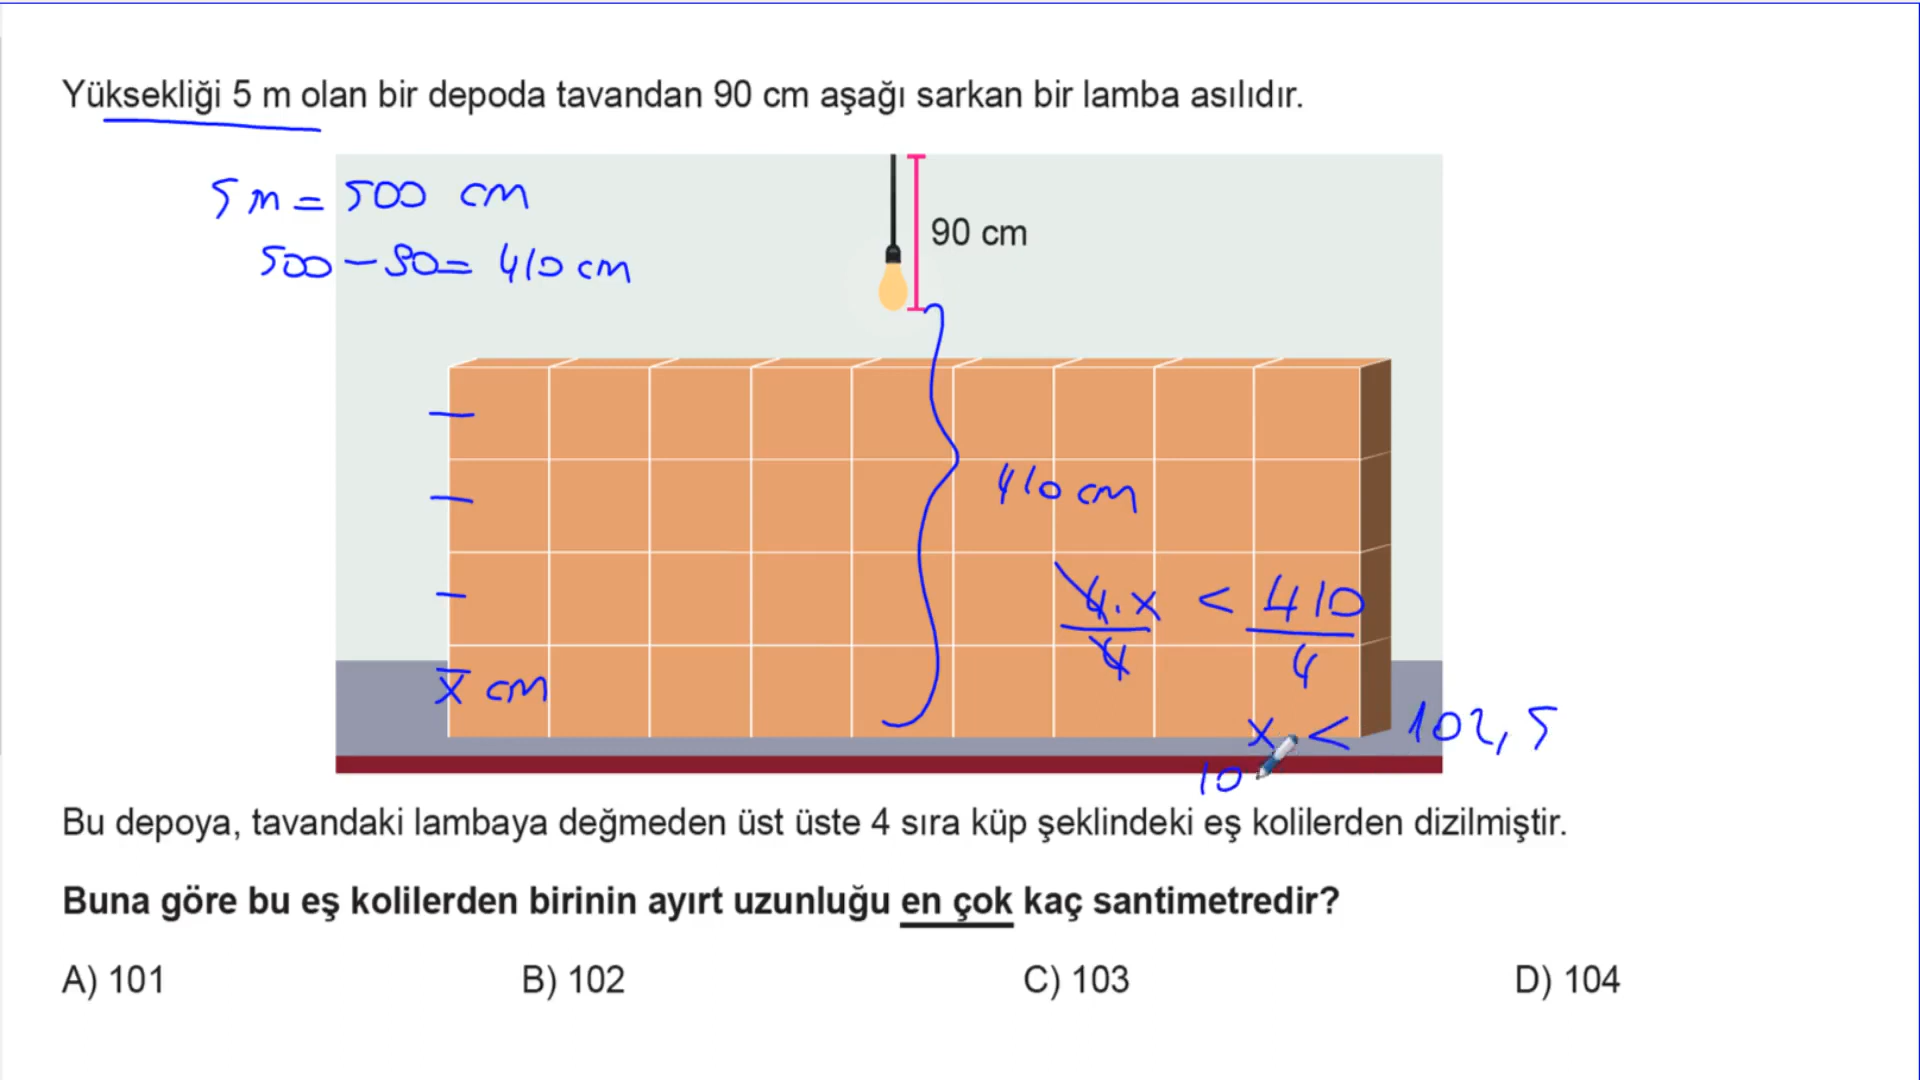 Yüksekliği 5 m olan bir depoda tavandan 90 cm aşağı sarkan bir lamba asılıdır.
5 m = 500 cm
90 cm
500 - 90 = 410 cm
410 cm
4.x < 410
4 4
x cm
x < 102,5
10
Bu depoya, tavandaki lambaya değmeden üst üste 4 sıra küp şeklindeki eş kolilerden dizilmiştir.
Buna göre bu eş kolilerden birinin ayırt uzunluğu en çok kaç santimetredir?
A) 101 B) 102 C) 103 D) 104